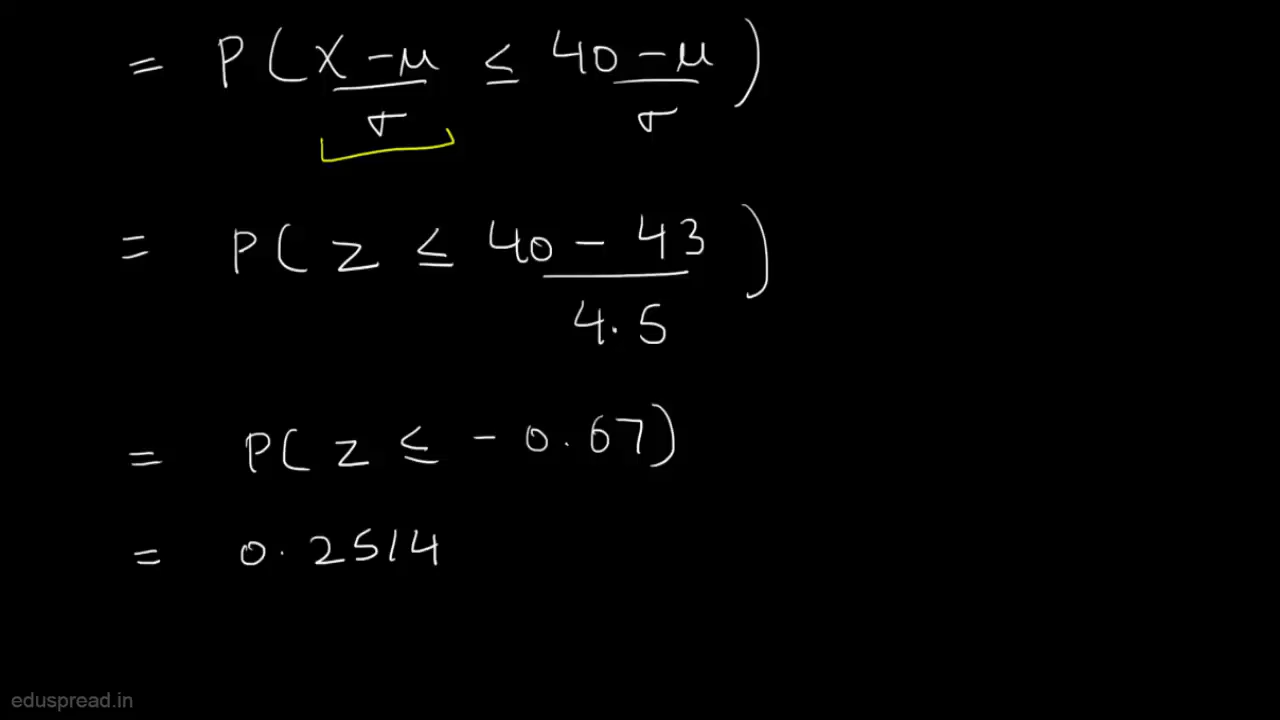 = P( X - μ / σ ≤ 40 - μ / σ )
= P( z ≤ 40 - 43 / 4.5 )
= P( z ≤ - 0.67)
= 0.2514
eduspread.in